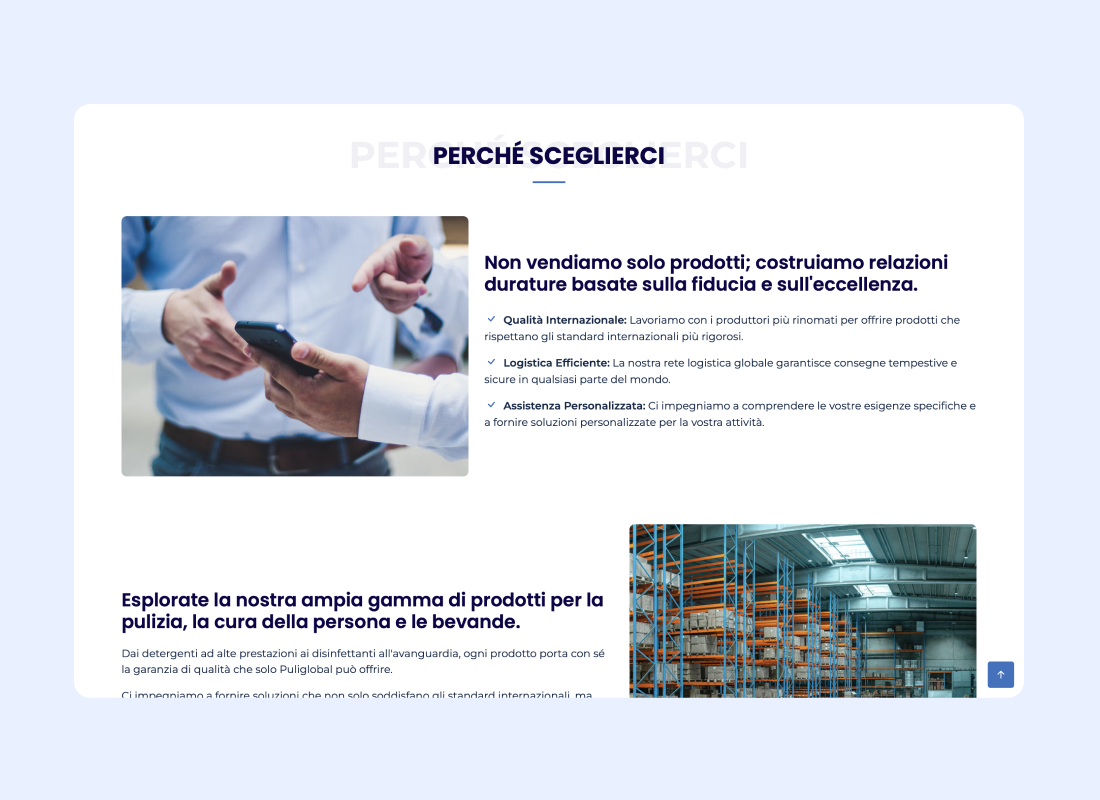 PERCHÉ SCEGLIERCI
PERCHÉ SCEGLIERCI
Non vendiamo solo prodotti; costruiamo relazioni
durature basate sulla fiducia e sull'eccellenza.
Qualità Internazionale: Lavoriamo con i produttori più rinomati per offrire prodotti che
rispettano gli standard internazionali più rigorosi.
Logistica Efficiente: La nostra rete logistica globale garantisce consegne tempestive e
sicure in qualsiasi parte del mondo.
Assistenza Personalizzata: Ci impegniamo a comprendere le vostre esigenze specifiche e
a fornire soluzioni personalizzate per la vostra attività.
Esplorate la nostra ampia gamma di prodotti per la
pulizia, la cura della persona e le bevande.
Dai detergenti ad alte prestazioni ai disinfettanti all'avanguardia, ogni prodotto porta con sé
la garanzia di qualità che solo Puliglobal può offrire.
Ci impegniamo a fornire soluzioni che non solo soddisfano gli standard internazionali, ma